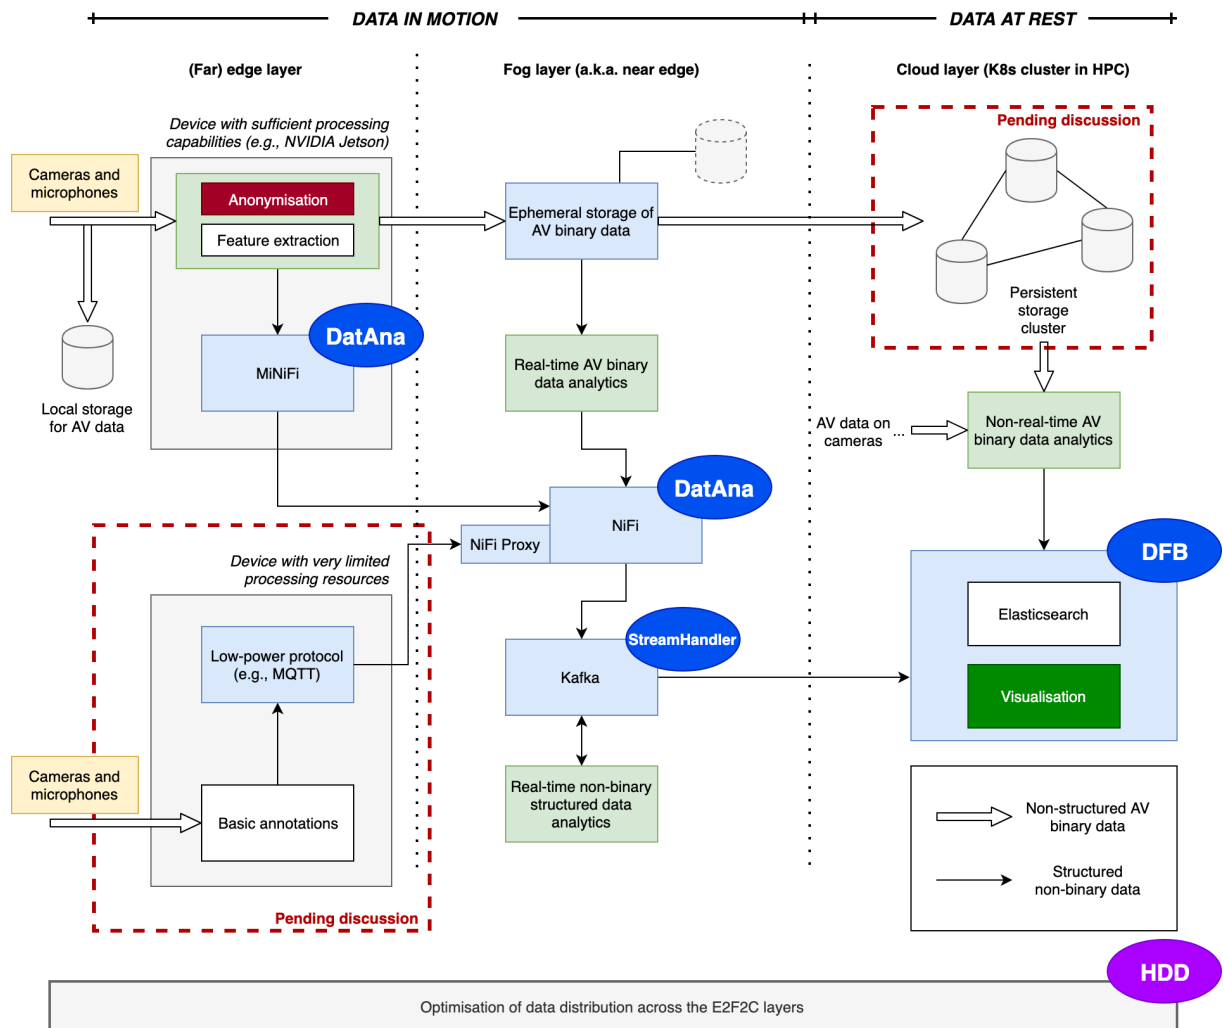 DATA IN MOTION
DATA AT REST
(Far) edge layer
Fog layer (a.k.a. near edge)
Cloud layer (K8s cluster in HPC)
Device with sufficient processing
capabilities (e.g., NVIDIA Jetson)
Cameras and
microphones
Anonymisation
Feature extraction
DatAna
MiNiFi
Local storage
for AV data
Ephemeral storage of
AV binary data
Real-time AV binary
data analytics
Pending discussion
Persistent
storage
cluster
AV data on
cameras
...
Non-real-time AV
binary data analytics
DatAna
NiFi
NiFi Proxy
Device with very limited
processing resources
Low-power protocol
(e.g., MQTT)
Cameras and
microphones
Basic annotations
Pending discussion
StreamHandler
Kafka
Real-time non-binary
structured data
analytics
DFB
Elasticsearch
Visualisation
Non-structured AV
binary data
Structured
non-binary data
HDD
Optimisation of data distribution across the E2F2C layers